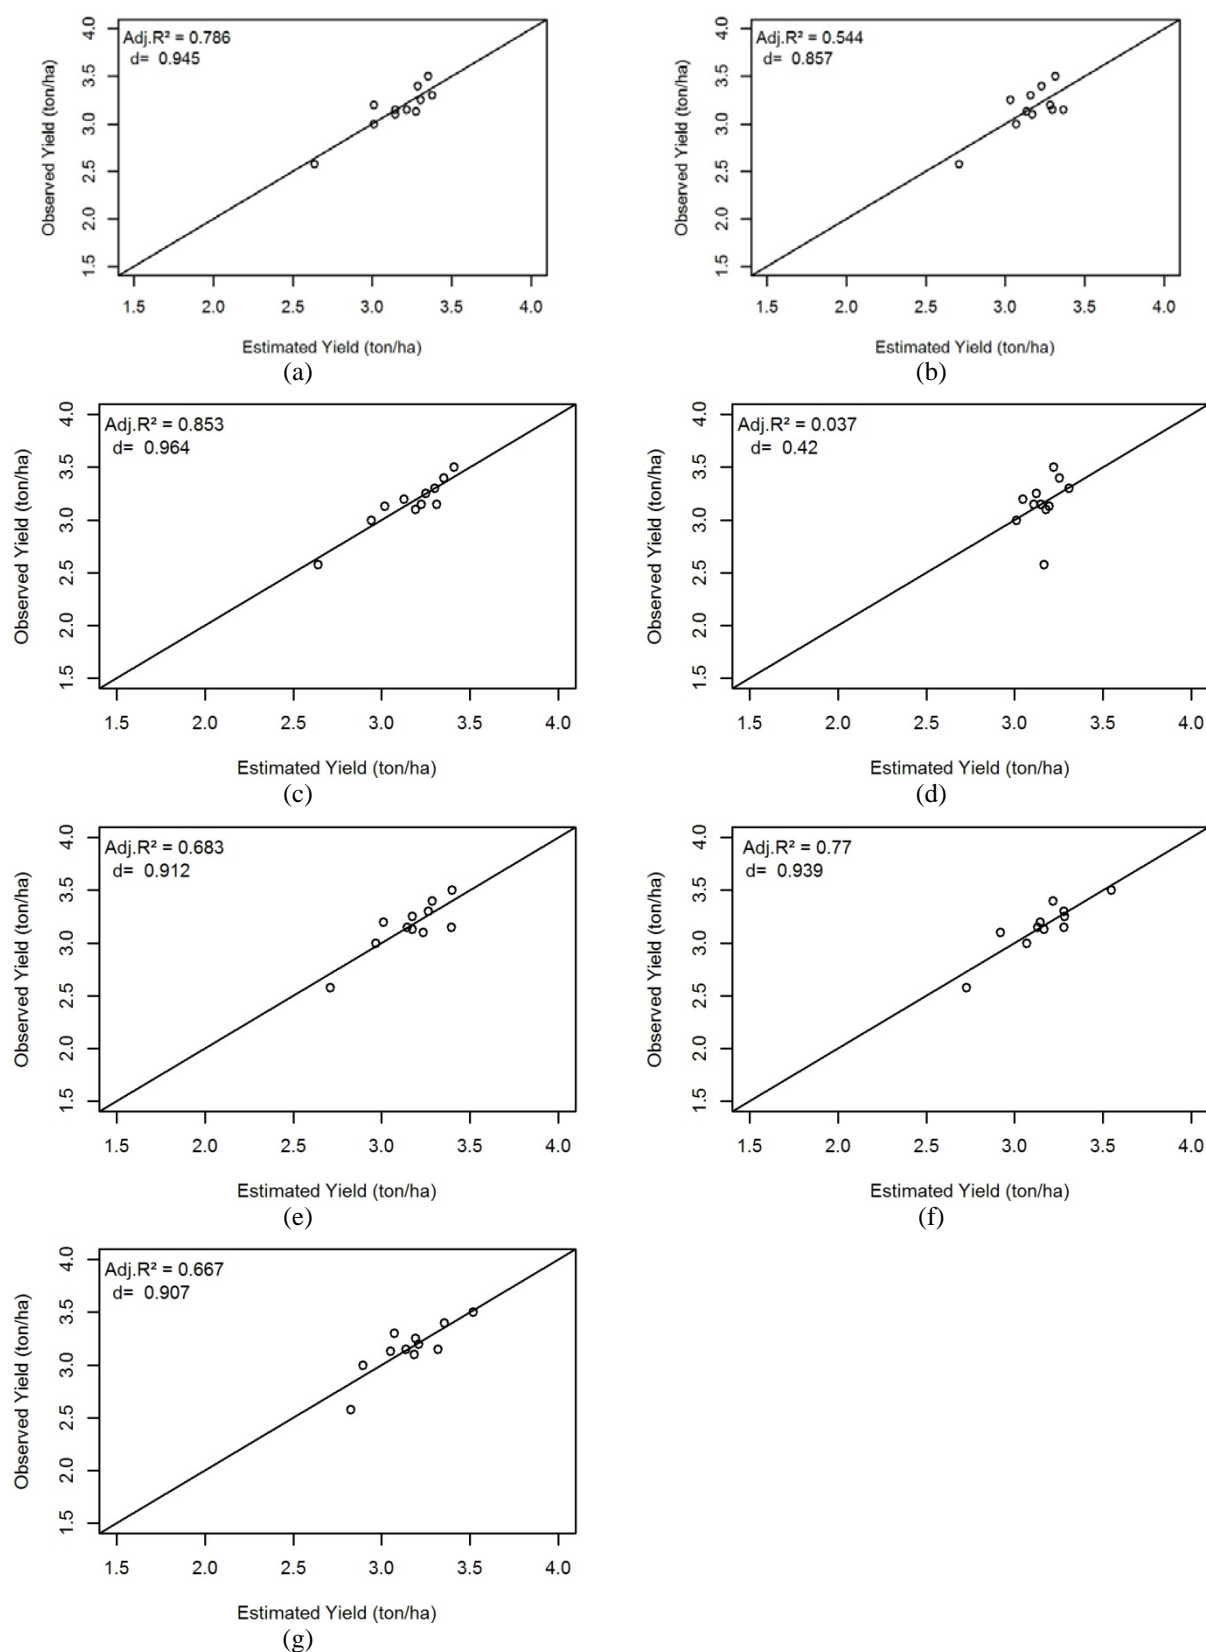 Adj.R² = 0.786
d= 0.945
Observed Yield (ton/ha)
4.0
3.5
3.0
2.5
2.0
1.5
1.5 2.0 2.5 3.0 3.5 4.0
Estimated Yield (ton/ha)
(a)
Adj.R² = 0.544
d= 0.857
Observed Yield (ton/ha)
4.0
3.5
3.0
2.5
2.0
1.5
1.5 2.0 2.5 3.0 3.5 4.0
Estimated Yield (ton/ha)
(b)
Adj.R² = 0.853
d= 0.964
Observed Yield (ton/ha)
4.0
3.5
3.0
2.5
2.0
1.5
1.5 2.0 2.5 3.0 3.5 4.0
Estimated Yield (ton/ha)
(c)
Adj.R² = 0.037
d= 0.42
Observed Yield (ton/ha)
4.0
3.5
3.0
2.5
2.0
1.5
1.5 2.0 2.5 3.0 3.5 4.0
Estimated Yield (ton/ha)
(d)
Adj.R² = 0.683
d= 0.912
Observed Yield (ton/ha)
4.0
3.5
3.0
2.5
2.0
1.5
1.5 2.0 2.5 3.0 3.5 4.0
Estimated Yield (ton/ha)
(e)
Adj.R² = 0.77
d= 0.939
Observed Yield (ton/ha)
4.0
3.5
3.0
2.5
2.0
1.5
1.5 2.0 2.5 3.0 3.5 4.0
Estimated Yield (ton/ha)
(f)
Adj.R² = 0.667
d= 0.907
Observed Yield (ton/ha)
4.0
3.5
3.0
2.5
2.0
1.5
1.5 2.0 2.5 3.0 3.5 4.0
Estimated Yield (ton/ha)
(g)